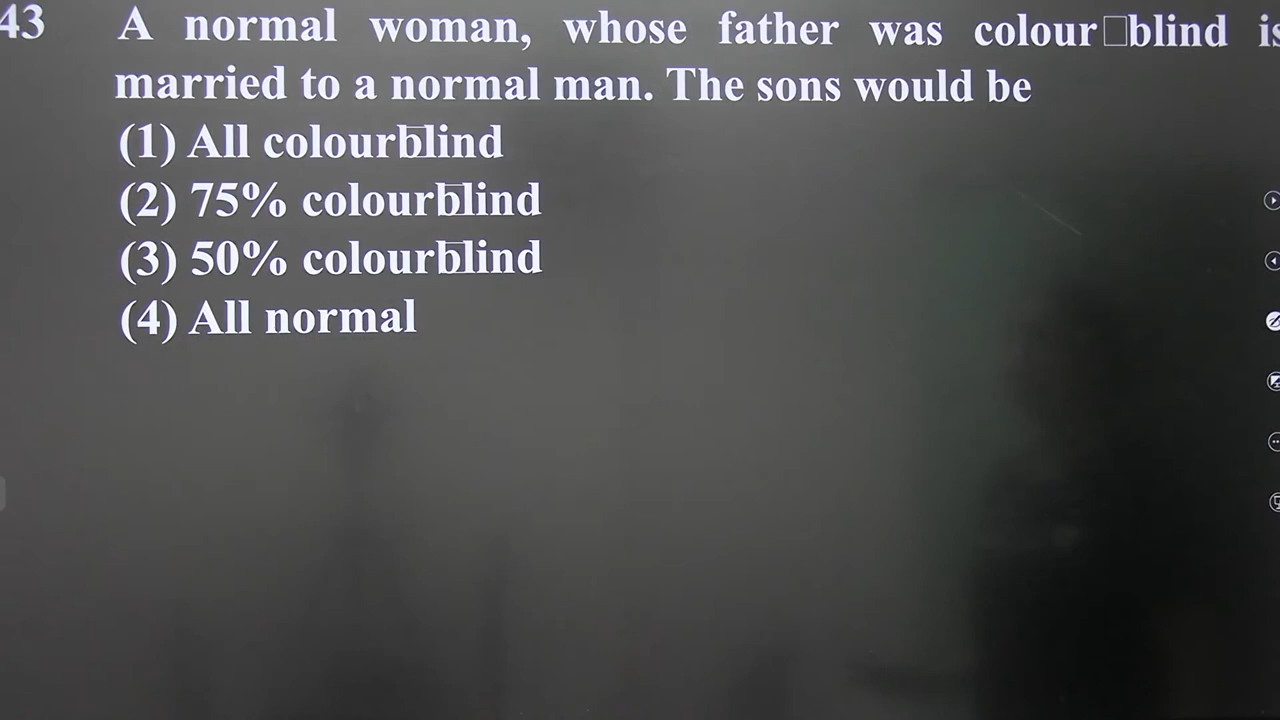 43 A normal woman, whose father was colour□blind is
married to a normal man. The sons would be
(1) All colourblind
(2) 75% colourblind
(3) 50% colourblind
(4) All normal